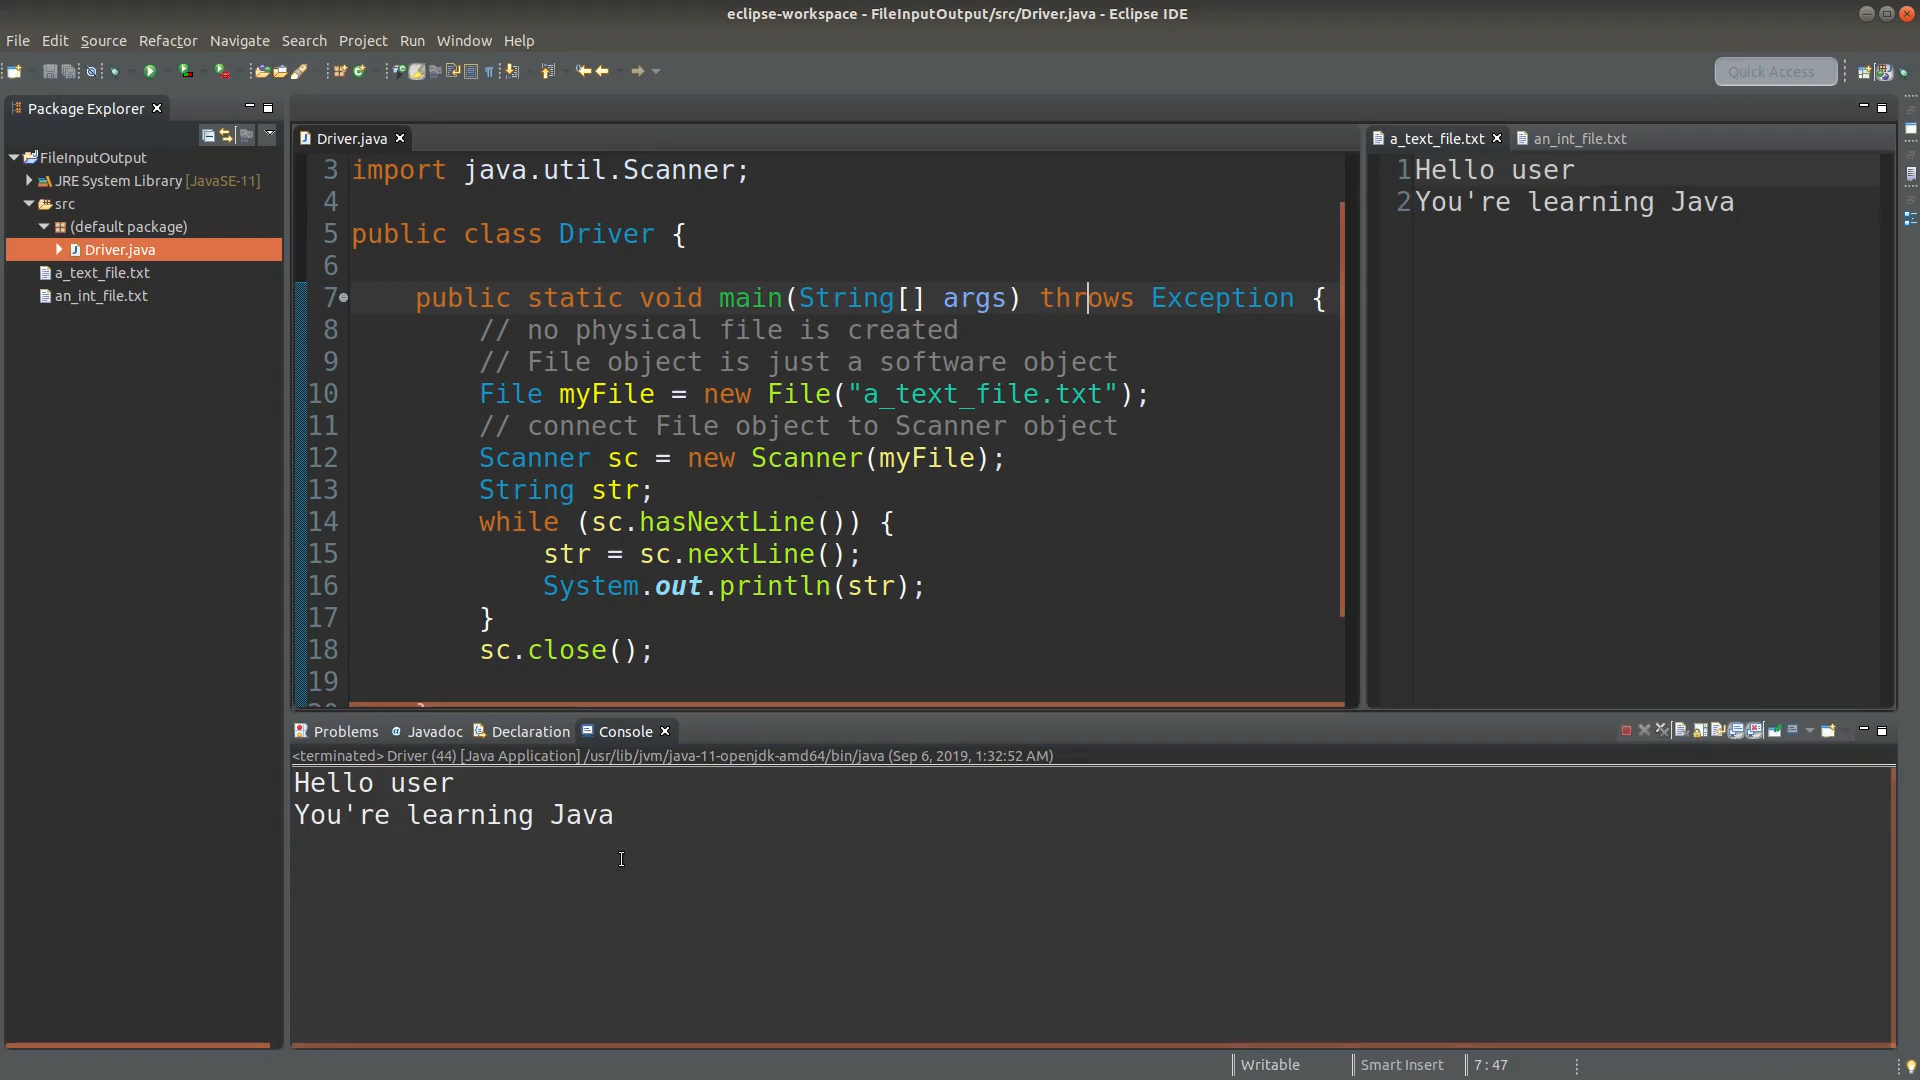 eclipse-workspace - FileInputOutput/src/Driver.java - Eclipse IDE
File Edit Source Refactor Navigate Search Project Run Window Help
Quick Access
Package Explorer
FileInputOutput
JRE System Library [JavaSE-11]
src
(default package)
Driver.java
a_text_file.txt
an_int_file.txt
Driver.java
3 import java.util.Scanner;
4
5 public class Driver {
6
7 public static void main(String[] args) throws Exception {
8 // no physical file is created
9 // File object is just a software object
10 File myFile = new File("a_text_file.txt");
11 // connect File object to Scanner object
12 Scanner sc = new Scanner(myFile);
13 String str;
14 while (sc.hasNextLine()) {
15 str = sc.nextLine();
16 System.out.println(str);
17 }
18 sc.close();
19
a_text_file.txt an_int_file.txt
1 Hello user
2 You're learning Java
Problems @ Javadoc Declaration Console
<terminated> Driver (44) [Java Application] /usr/lib/jvm/java-11-openjdk-amd64/bin/java (Sep 6, 2019, 1:32:52 AM)
Hello user
You're learning Java
Writable Smart Insert 7 : 47